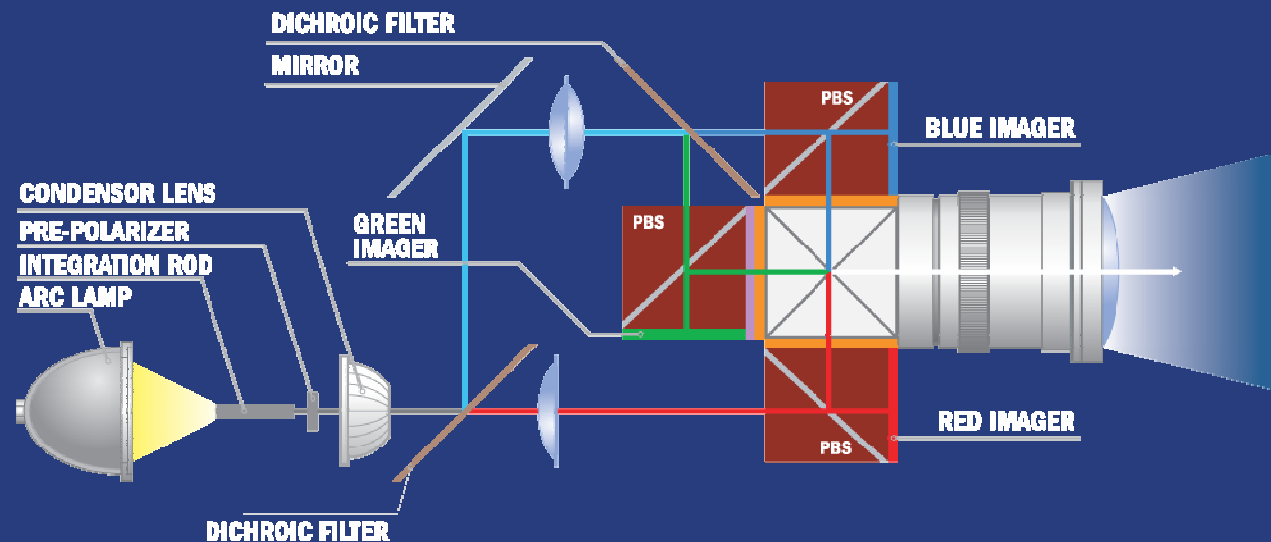 DICHROIC FILTER
MIRROR
PBS
BLUE IMAGER
CONDENSOR LENS
PRE-POLARIZER
INTEGRATION ROD
ARC LAMP
GREEN
IMAGER
PBS
RED IMAGER
PBS
DICHROIC FILTER